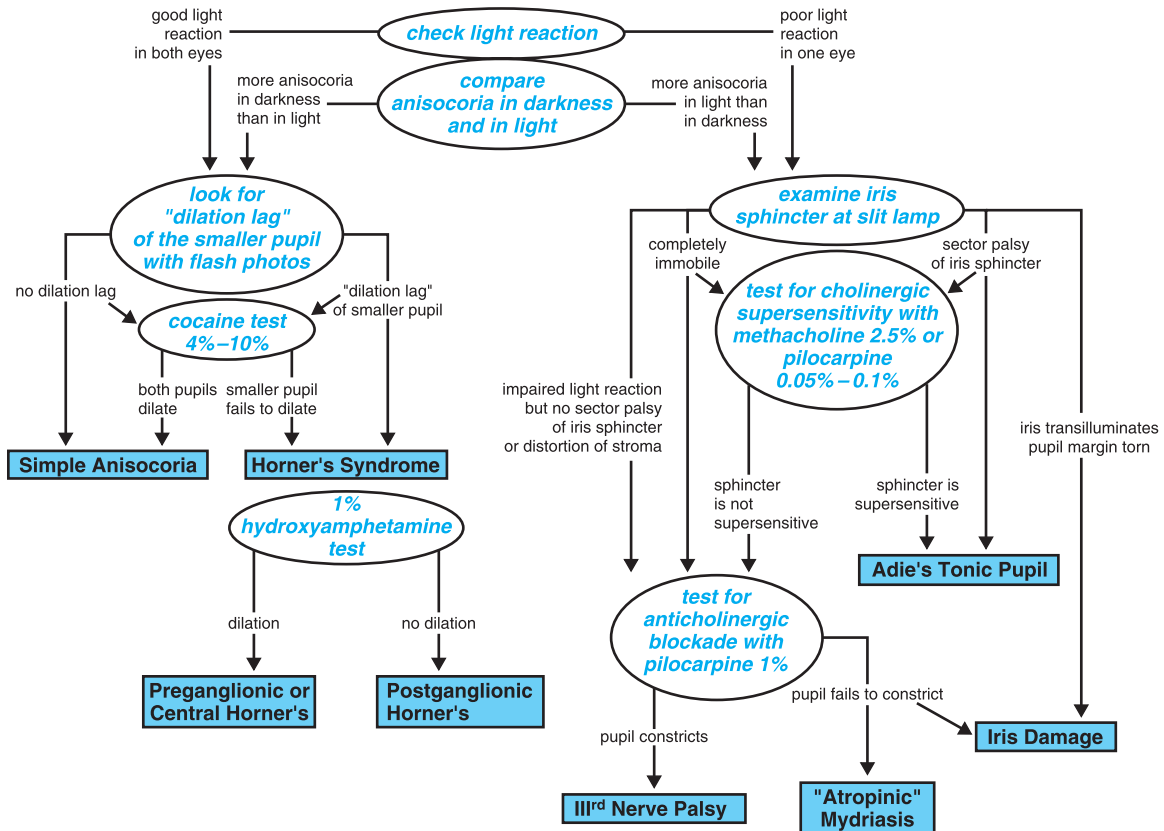 good light
reaction
in both eyes
check light reaction
poor light
reaction
in one eye
more anisocoria
in darkness
than in light
compare
anisocoria in darkness
and in light
more anisocoria
in light than
in darkness
look for
"dilation lag"
of the smaller pupil
with flash photos
examine iris
sphincter at slit lamp
no dilation lag
"dilation lag"
of smaller pupil
completely
immobile
sector palsy
of iris sphincter
cocaine test
4%–10%
test for cholinergic
supersensitivity with
methacholine 2.5% or
pilocarpine
0.05%–0.1%
both pupils
dilate
smaller pupil
fails to dilate
impaired light reaction
but no sector palsy
of iris sphincter
or distortion of stroma
iris transilluminates
pupil margin torn
Simple Anisocoria
Horner's Syndrome
sphincter
is not
supersensitive
sphincter is
supersensitive
1%
hydroxyamphetamine
test
Adie's Tonic Pupil
dilation
no dilation
test for
anticholinergic
blockade with
pilocarpine 1%
Preganglionic or
Central Horner's
Postganglionic
Horner's
pupil fails to constrict
pupil constricts
Iris Damage
IIIrd Nerve Palsy
"Atropinic"
Mydriasis